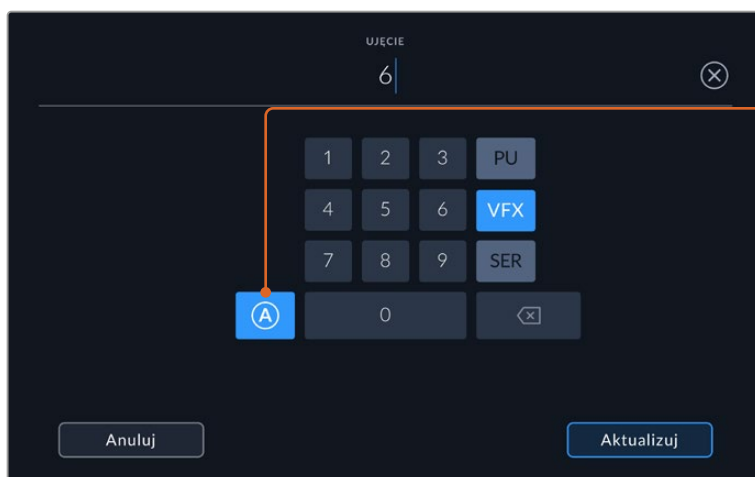 UJĘCIE
6
1 2 3 PU
4 5 6 VFX
7 8 9 SER
A 0
Anuluj Aktualizuj